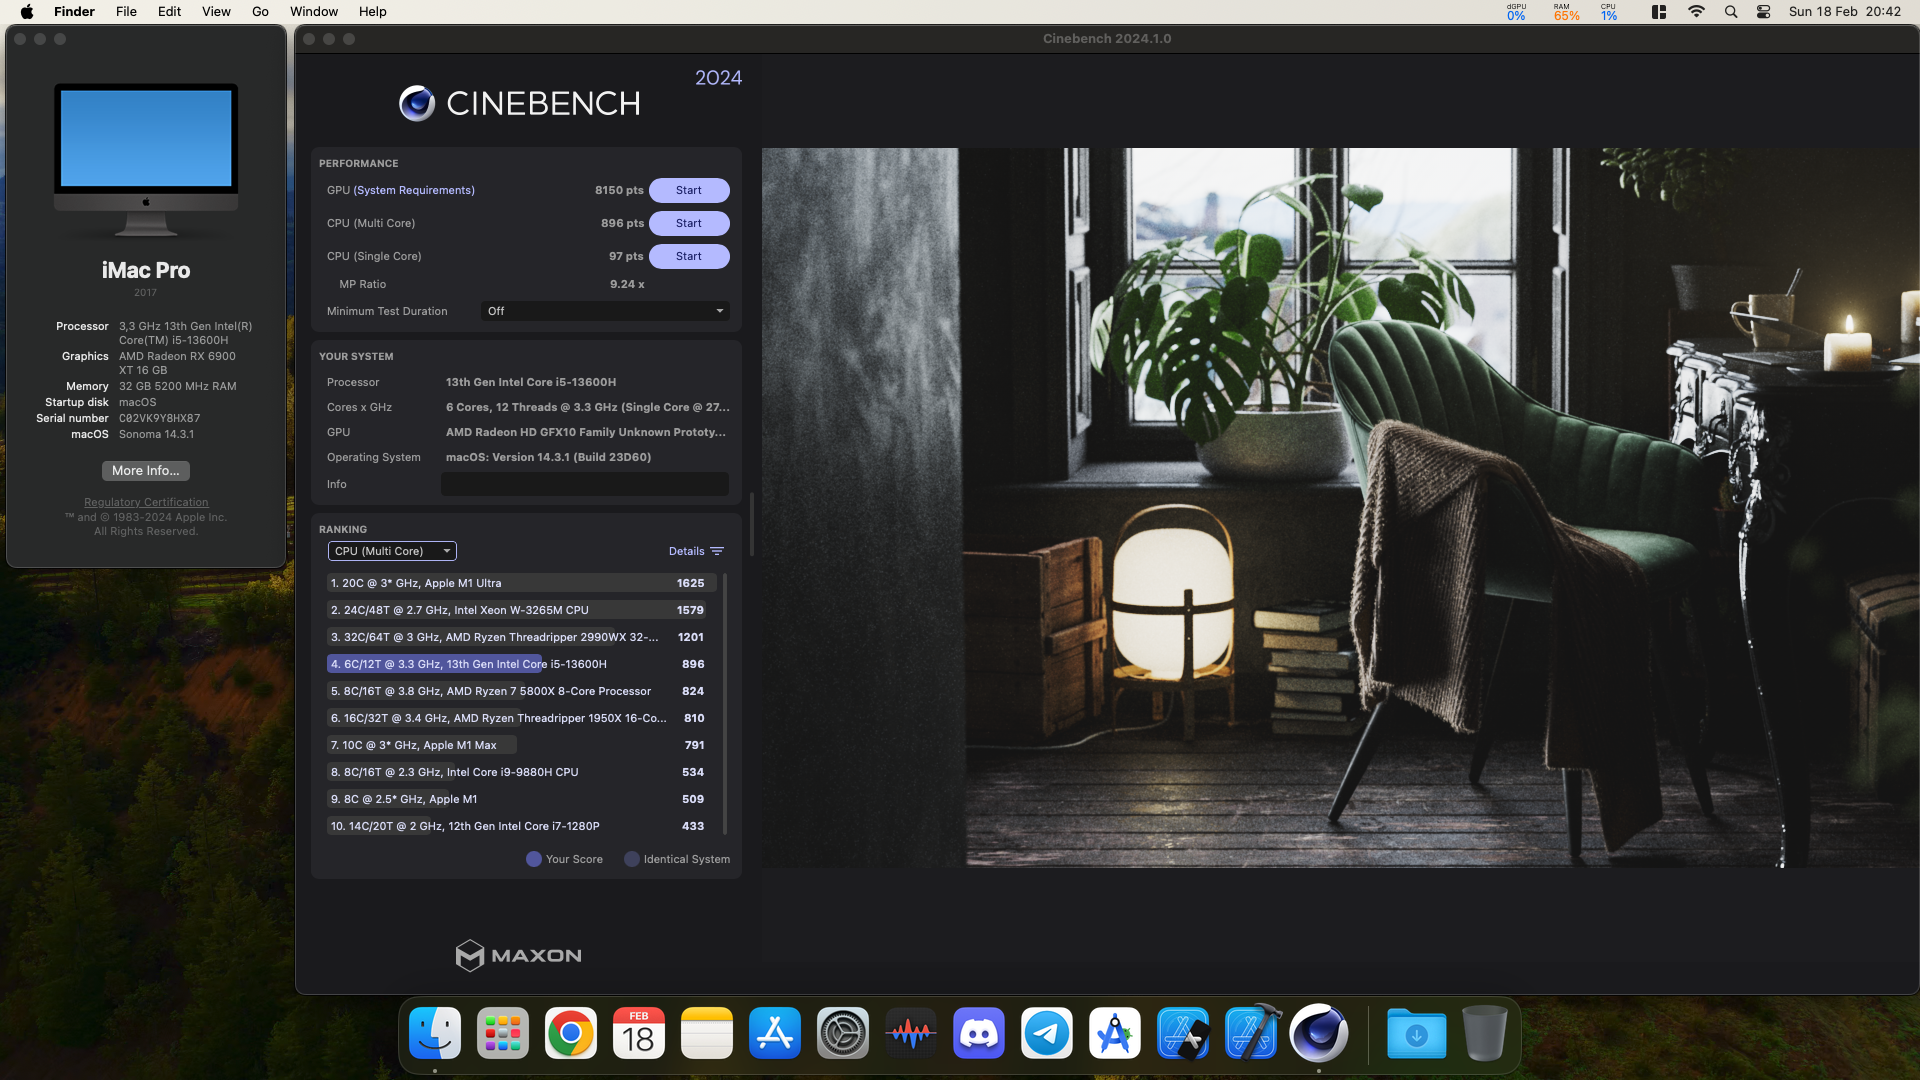 Finder File Edit View Go Window Help
dGPU 0% RAM 65% CPU 1% Sun 18 Feb 20:42
iMac Pro
2017
Processor 3,3 GHz 13th Gen Intel(R) Core(TM) i5-13600H
Graphics AMD Radeon RX 6900 XT 16 GB
Memory 32 GB 5200 MHz RAM
Startup disk macOS
Serial number C02VK9Y8HX87
macOS Sonoma 14.3.1
More Info...
Regulatory Certification
™ and © 1983-2024 Apple Inc.
All Rights Reserved.
Cinebench 2024.1.0
2024
CINEBENCH
PERFORMANCE
GPU (System Requirements) 8150 pts Start
CPU (Multi Core) 896 pts Start
CPU (Single Core) 97 pts Start
MP Ratio 9.24 x
Minimum Test Duration Off
YOUR SYSTEM
Processor 13th Gen Intel Core i5-13600H
Cores x GHz 6 Cores, 12 Threads @ 3.3 GHz (Single Core @ 27...
GPU AMD Radeon HD GFX10 Family Unknown Prototy...
Operating System macOS: Version 14.3.1 (Build 23D60)
Info
RANKING
CPU (Multi Core) Details
1. 20C @ 3* GHz, Apple M1 Ultra 1625
2. 24C/48T @ 2.7 GHz, Intel Xeon W-3265M CPU 1579
3. 32C/64T @ 3 GHz, AMD Ryzen Threadripper 2990WX 32-... 1201
4. 6C/12T @ 3.3 GHz, 13th Gen Intel Core i5-13600H 896
5. 8C/16T @ 3.8 GHz, AMD Ryzen 7 5800X 8-Core Processor 824
6. 16C/32T @ 3.4 GHz, AMD Ryzen Threadripper 1950X 16-Co... 810
7. 10C @ 3* GHz, Apple M1 Max 791
8. 8C/16T @ 2.3 GHz, Intel Core i9-9880H CPU 534
9. 8C @ 2.5* GHz, Apple M1 509
10. 14C/20T @ 2 GHz, 12th Gen Intel Core i7-1280P 433
Your Score Identical System
MAXON
FEB
18